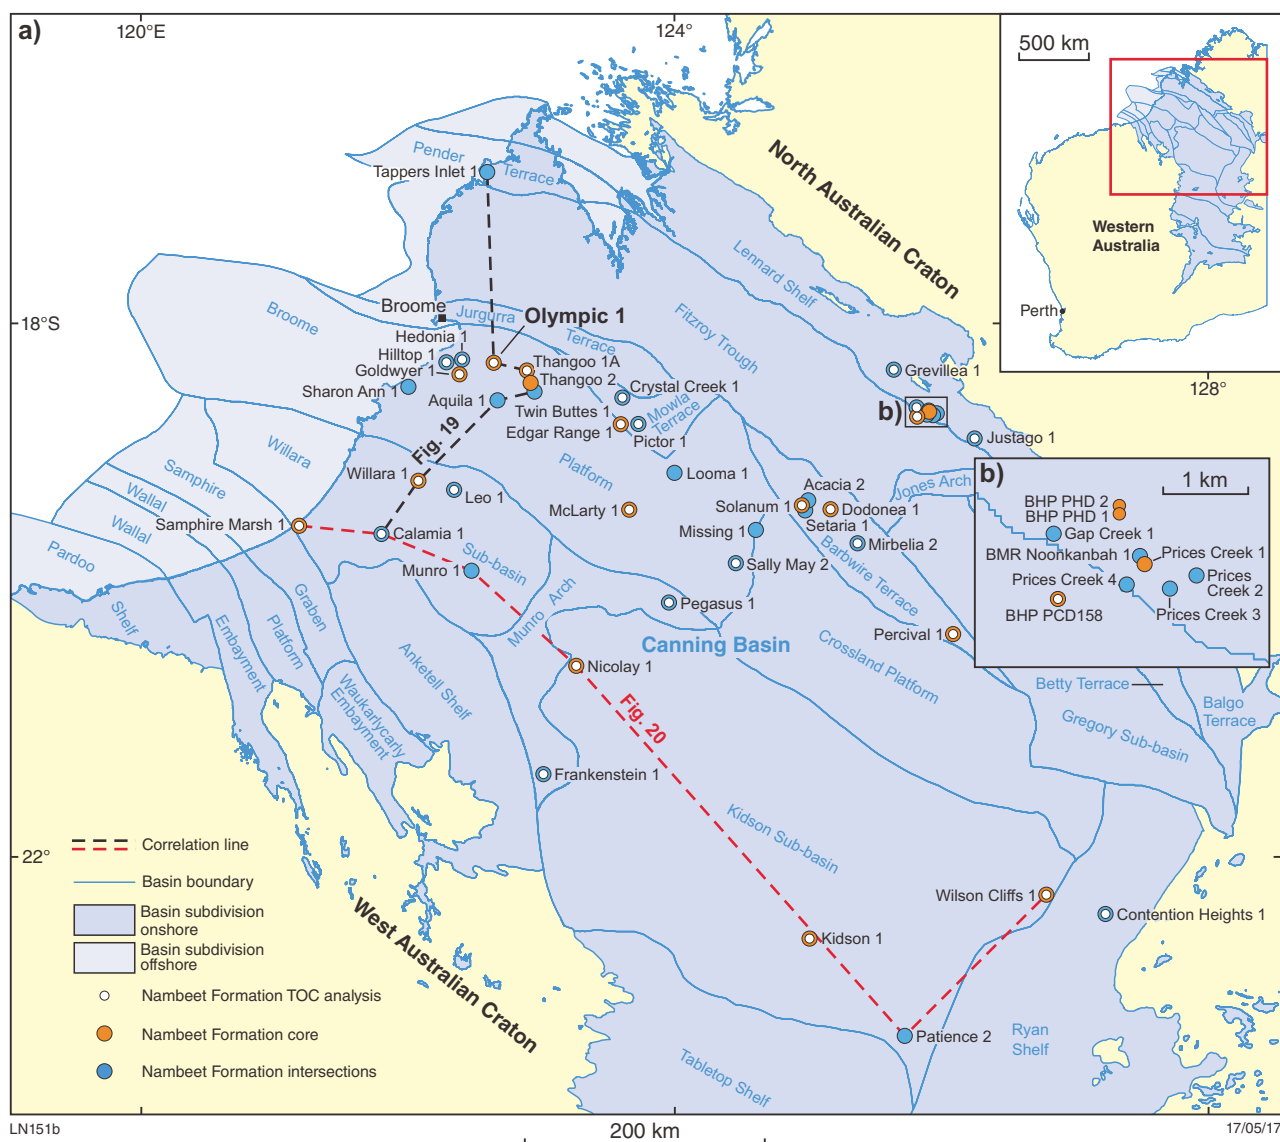 a)
120°E
124°
500 km
Western
Australia
Perth
128°
North Australian Craton
Pender
Terrace
Tappers Inlet 1
Lennard Shelf
Fitzroy Trough
Broome
Broome
Jurgurra
Terrace
Olympic 1
18°S
Hedonia 1
Hilltop 1
Goldwyer 1
Sharon Ann 1
Thangoo 1A
Thangoo 2
Aquila 1
Twin Buttes 1
Crystal Creek 1
Mowla
Terrace
Edgar Range 1
Pictor 1
Grevillea 1
b)
Justago 1
Fig. 19
Willara
Willara 1
Leo 1
Platform
Looma 1
McLarty 1
Acacia 2
Solanum 1
Dodonea 1
Setaria 1
Jones Arch
Missing 1
Mirbelia 2
Sally May 2
Barbwire Terrace
Samphire
Wallal
Wallal
Pardoo
Samphire Marsh 1
Calamia 1
Sub-basin
Munro 1
Munro Arch
Pegasus 1
Canning Basin
Percival 1
Crossland Platform
b)
1 km
BHP PHD 2
BHP PHD 1
Gap Creek 1
BMR Noonkanbah 1
Prices Creek 1
Prices Creek 4
Prices
Creek 2
BHP PCD158
Prices Creek 3
Shelf
Embayment
Platform
Graben
Waukarlycarly
Embayment
Anketell Shelf
Nicolay 1
Fig. 20
Betty Terrace
Balgo
Terrace
Gregory Sub-basin
Frankenstein 1
Kidson Sub-basin
22°
Wilson Cliffs 1
Contention Heights 1
Kidson 1
Patience 2
Ryan
Shelf
Tabletop Shelf
West Australian Craton
Correlation line
Basin boundary
Basin subdivision
onshore
Basin subdivision
offshore
Nambeet Formation TOC analysis
Nambeet Formation core
Nambeet Formation intersections
LN151b
200 km
17/05/17